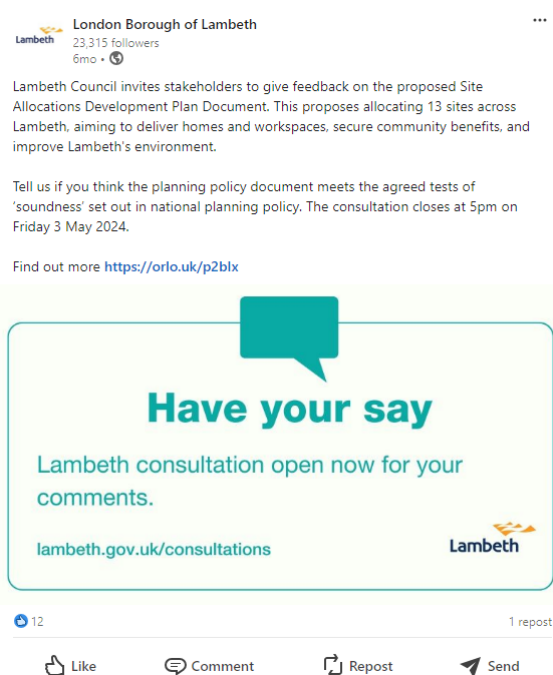 London Borough of Lambeth
Lambeth
23,315 followers
6mo •
Lambeth Council invites stakeholders to give feedback on the proposed Site
Allocations Development Plan Document. This proposes allocating 13 sites across
Lambeth, aiming to deliver homes and workspaces, secure community benefits, and
improve Lambeth's environment.
Tell us if you think the planning policy document meets the agreed tests of
'soundness' set out in national planning policy. The consultation closes at 5pm on
Friday 3 May 2024.
Find out more https://orlo.uk/p2blx
Have your say
Lambeth consultation open now for your
comments.
lambeth.gov.uk/consultations
Lambeth
12
1 repost
Like
Comment
Repost
Send